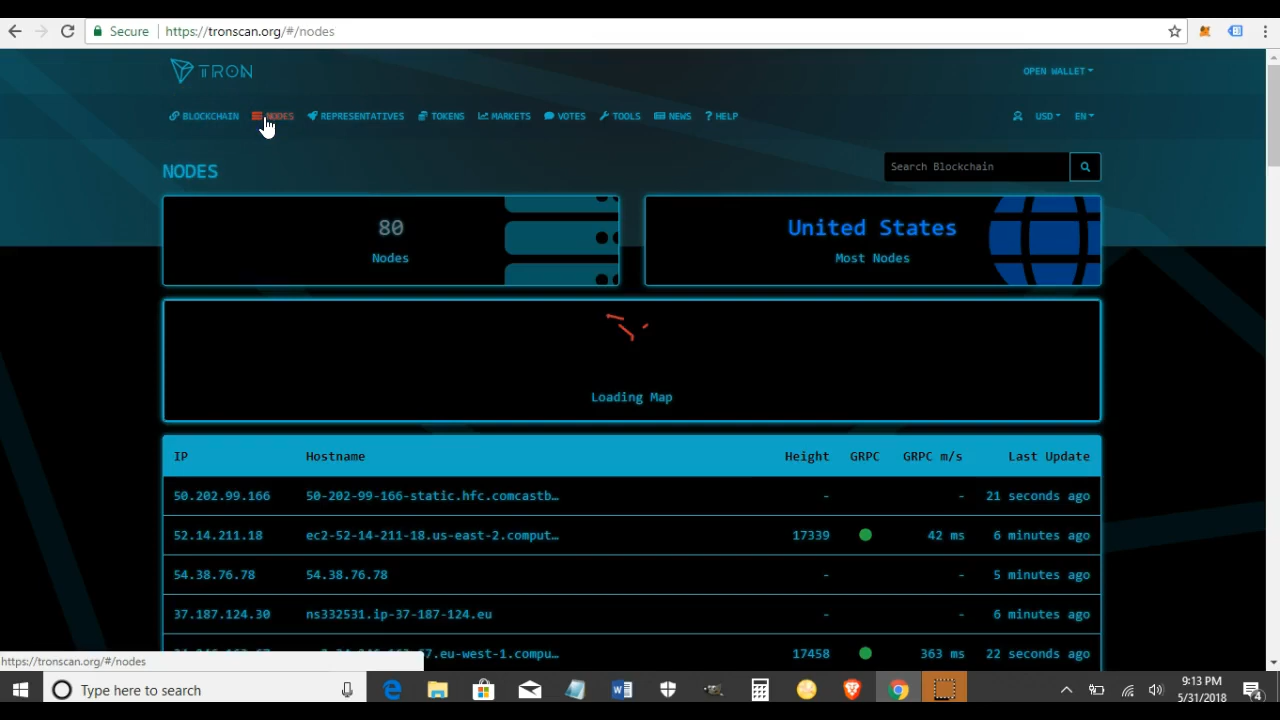 Secure https://tronscan.org/#/nodes
TRON
OPEN WALLET
BLOCKCHAIN NODES REPRESENTATIVES TOKENS MARKETS VOTES TOOLS NEWS HELP USD EN
NODES
Search Blockchain
80
Nodes
United States
Most Nodes
Loading Map
IP Hostname Height GRPC GRPC m/s Last Update
50.202.99.166 50-202-99-166-static.hfc.comcastb… - - 21 seconds ago
52.14.211.18 ec2-52-14-211-18.us-east-2.comput… 17339 42 ms 6 minutes ago
54.38.76.78 54.38.76.78 - - 5 minutes ago
37.187.124.30 ns332531.ip-37-187-124.eu - - 6 minutes ago
.eu-west-1.compu… 17458 363 ms 22 seconds ago
https://tronscan.org/#/nodes
Type here to search
9:13 PM
5/31/2018
4